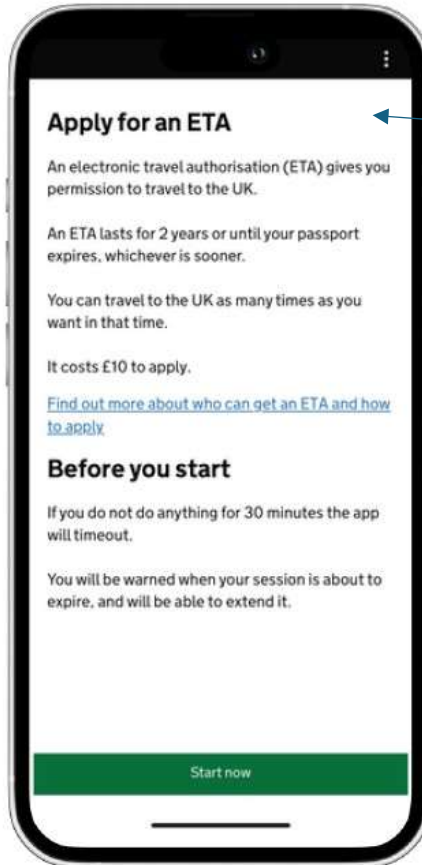 Apply for an ETA
An electronic travel authorisation (ETA) gives you
permission to travel to the UK.
An ETA lasts for 2 years or until your passport
expires, whichever is sooner.
You can travel to the UK as many times as you
want in that time.
It costs £10 to apply.
Find out more about who can get an ETA and how
to apply
Before you start
If you do not do anything for 30 minutes the app
will timeout.
You will be warned when your session is about to
expire, and will be able to extend it.
Start now